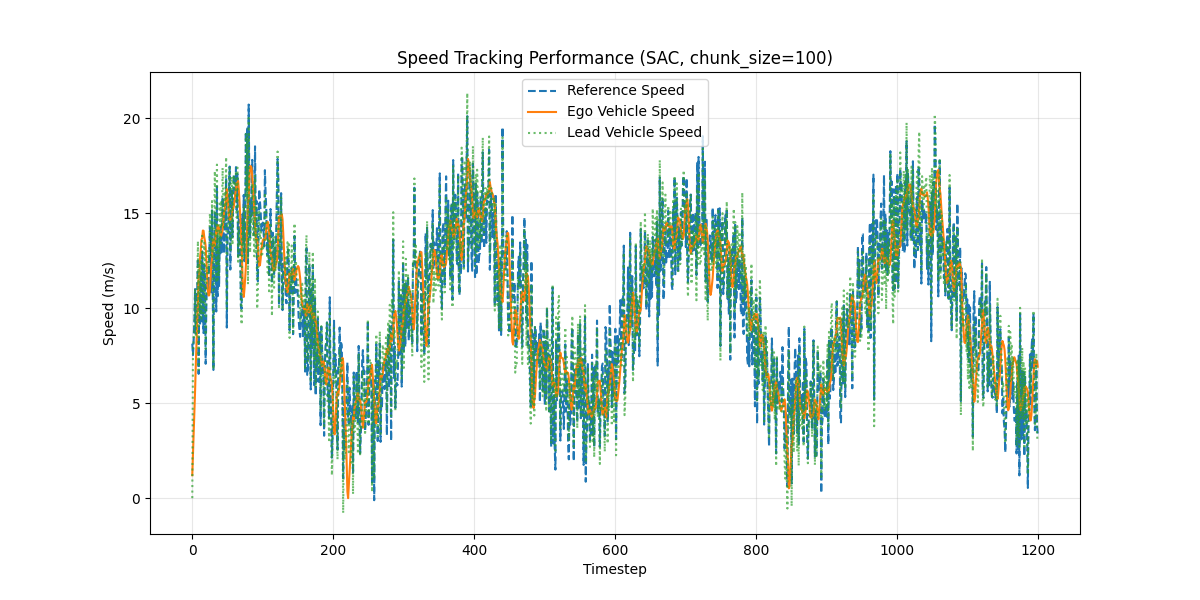 Speed Tracking Performance (SAC, chunk_size=100)
Reference Speed
Ego Vehicle Speed
Lead Vehicle Speed
20
15
10
5
0
Speed (m/s)
0 200 400 600 800 1000 1200
Timestep